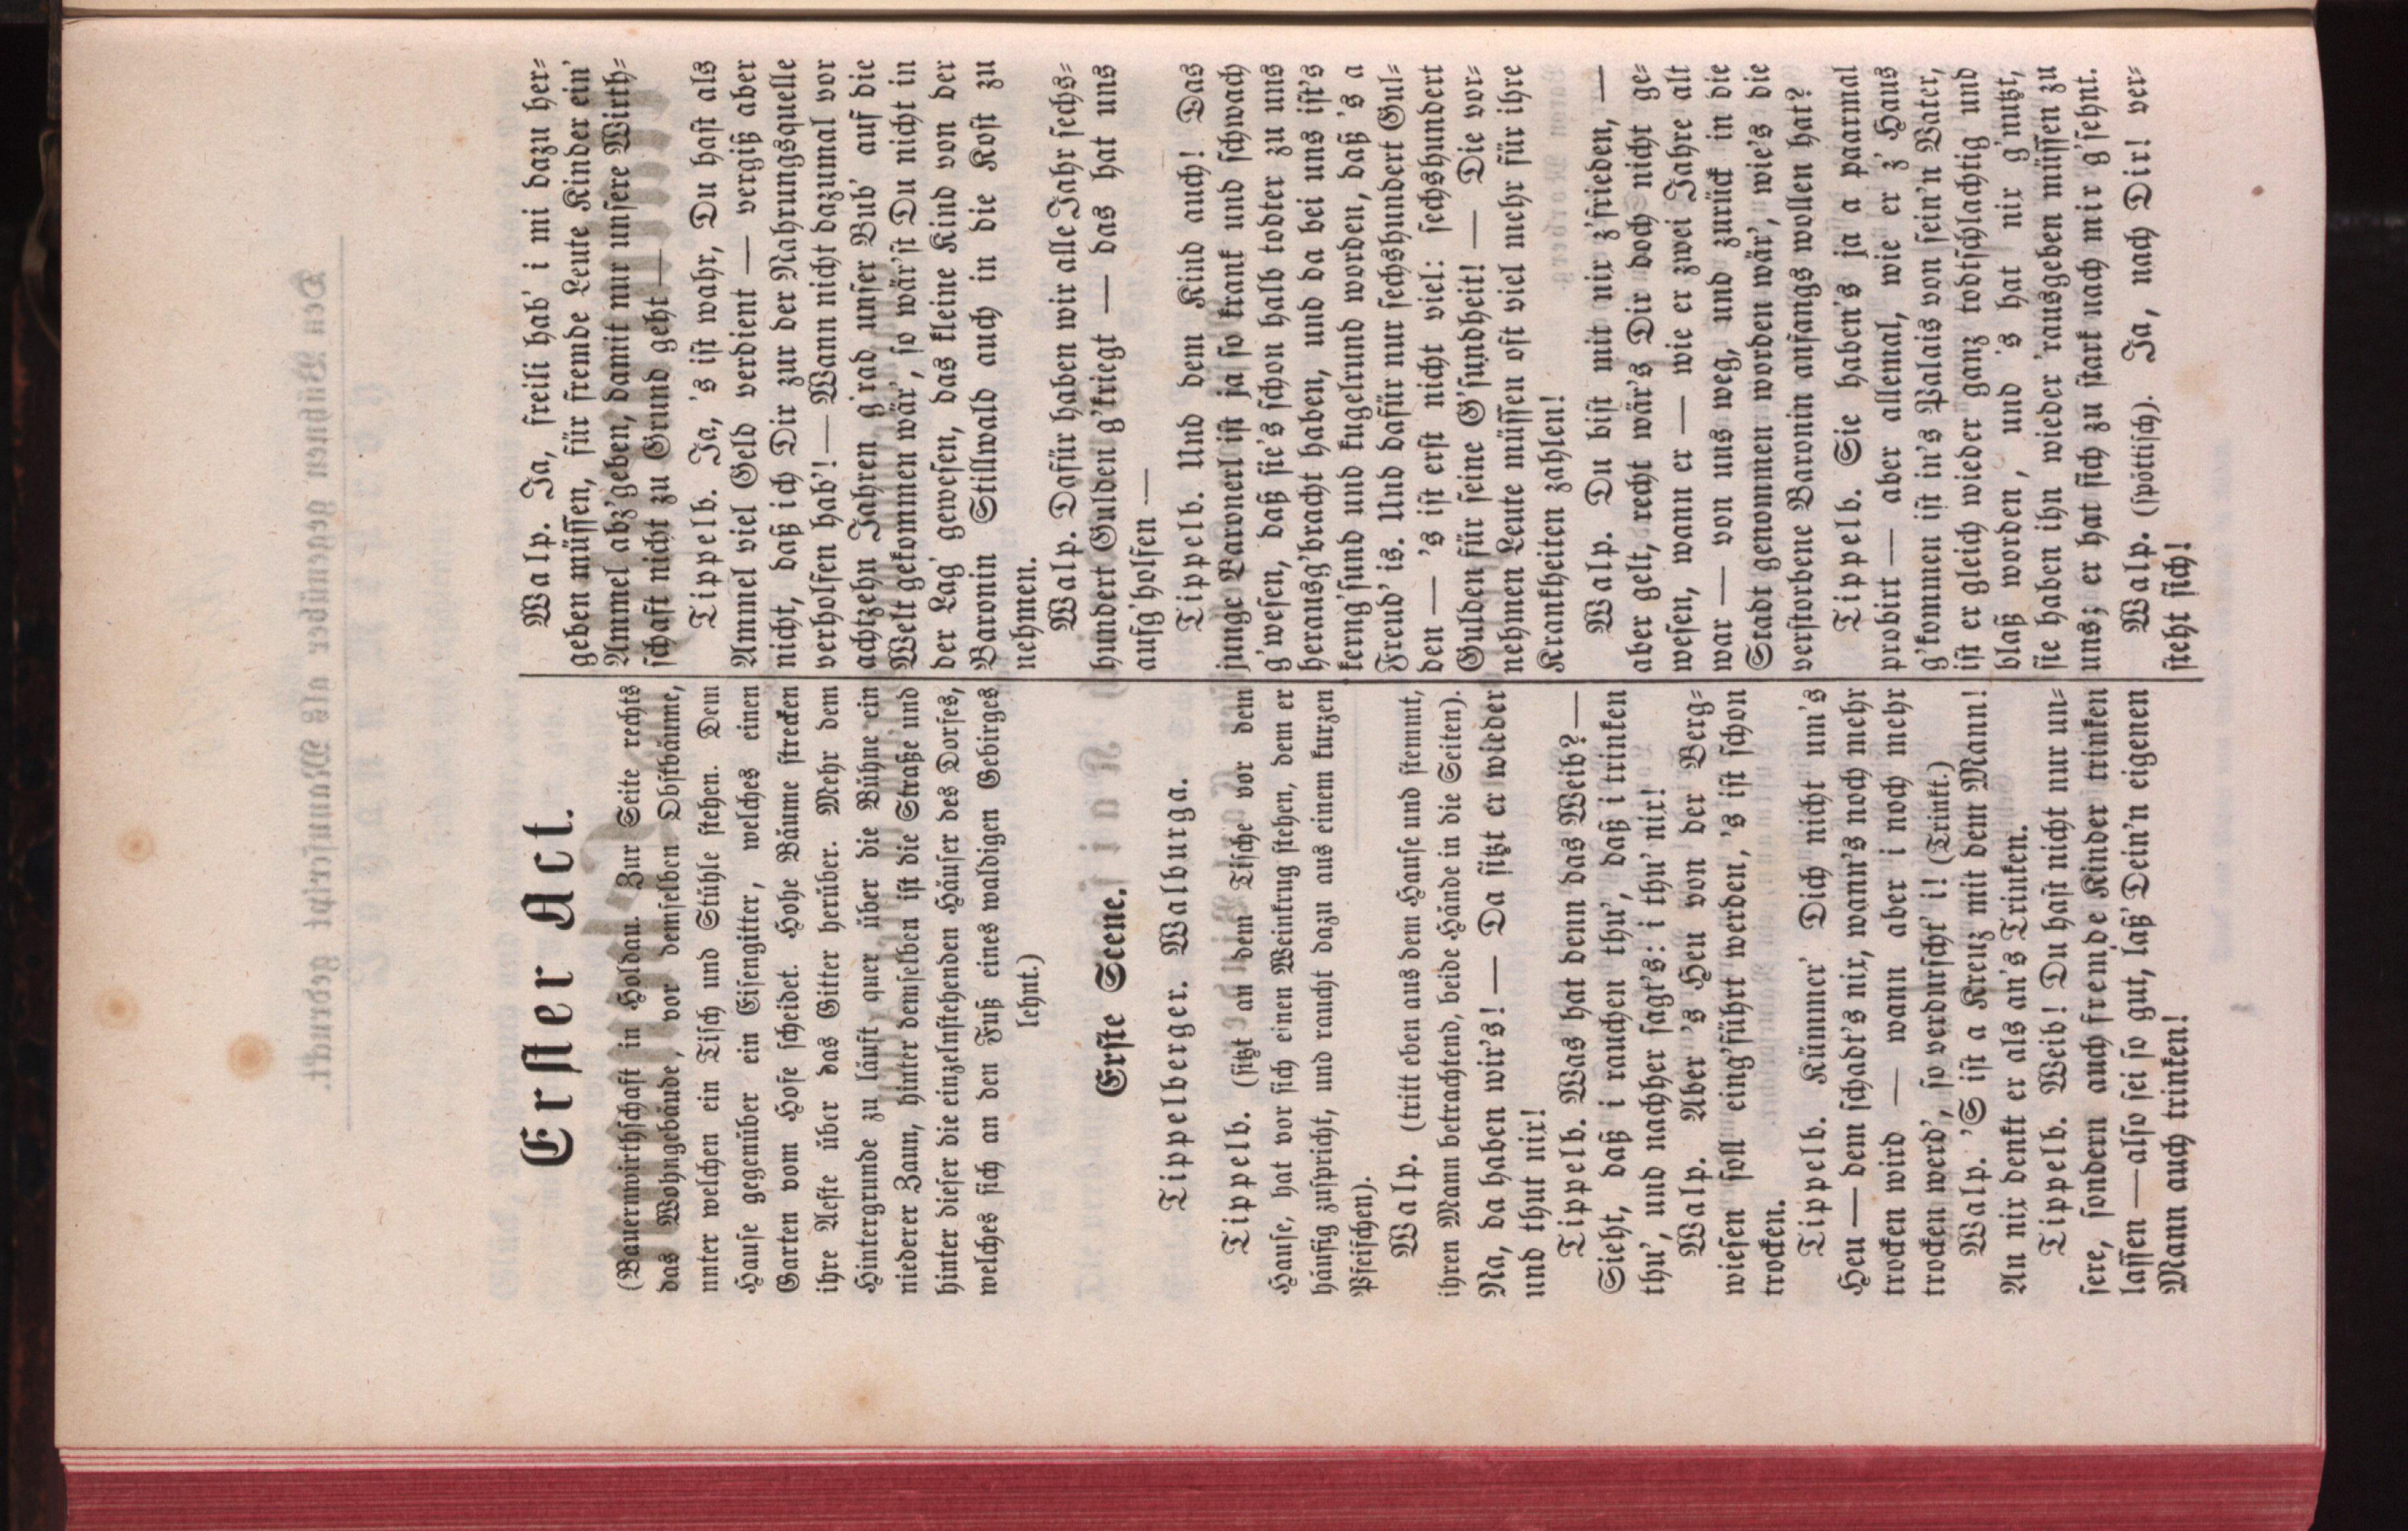 Erster Act.
(Bauernwirthschaft in Holdau. Zur Seite rechts
das Wohngebäude, vor demselben Obstbäume,
unter welchen ein Tisch und Stühle stehen. Dem
Hause gegenüber ein Eisengitter, welches einen
Garten vom Hofe scheidet. Hohe Bäume strecken
ihre Aeste über das Gitter herüber. Mehr dem
Hintergrunde zu läuft quer über die Bühne ein
niederer Zaun, hinter demselben ist die Straße und
hinter dieser die einzelnstehenden Häuser des Dorfes,
welches sich an den Fuß eines waldigen Gebirges
lehnt.)
Erste Scene.
Tippelberger. Walburga.
Tippelb. (sitzt an dem Tische vor dem
Hause, hat vor sich einen Weinkrug stehen, dem er
häufig zuspricht, und raucht dazu aus einem kurzen
Pfeifchen).
Walp. (tritt eben aus dem Hause und stemmt,
ihren Mann betrachtend, beide Hände in die Seiten).
Na, da haben wir's! — Da sitzt er wieder
und thut nix!
Tippelb. Was hat denn das Weib? —
Sieht, daß i rauchen thu', daß i trinken
thu', und nachher sagt's: i thu' nix!
Walp. Aber 's Heu von der Berg-
wiesen soll eing'führt werden, 's ist schon
trocken.
Tippelb. Kümmer' Dich nicht um's
Heu — dem schadt's nix, wann's noch mehr
trocken wird — wann aber i noch mehr
trocken werd', so verdurscht' i! (Trinkt.)
Walp. 'S ist a Kreuz mit dem Mann!
An nix denkt er als an's Trinken.
Tippelb. Weib! Du hast nicht nur un-
sere, sondern auch fremde Kinder trinken
lassen — also sei so gut, laß' Dein'n eigenen
Mann auch trinken!
Walp. Ja, freili hab' i mi dazu her-
geben müssen, für fremde Leute Kinder ein'
Ammel abz'geben, damit nur unsere Wirth-
schaft nicht zu Grund geht —
Tippelb. Ja, 's ist wahr, Du hast als
Ammel viel Geld verdient — vergiß aber
nicht, daß ich Dir zur der Nahrungsquelle
verholfen hab'! — Wann nicht dazumal vor
achtzehn Jahren g'rad unser Bub' auf die
Welt gekommen wär', so wär'st Du nicht in
der Lag' gewesen, das kleine Kind von der
Baronin Stillwald auch in die Kost zu
nehmen.
Walp. Dafür haben wir alle Jahr sechs-
hundert Gulden g'kriegt — das hat uns
aufg'holfen —
Tippelb. Und dem Kind auch! Das
junge Baronerl ist ja so krank und schwach
g'wesen, daß sie's schon halb todter zu uns
herausg'bracht haben, und da bei uns ist's
kerng'sund und kugelrund worden, daß 's a
Freud' is. Und dafür nur sechshundert Gul-
den — 's ist erst nicht viel: sechshundert
Gulden für seine G'sundheit! — Die vor-
nehmen Leute müssen oft viel mehr für ihre
Krankheiten zahlen!
Walp. Du bist mit nix z'frieden, —
aber gelt, recht wär's Dir doch nicht ge-
wesen, wann er — wie er zwei Jahre alt
war — von uns weg, und zurück in die
Stadt genommen worden wär', wie's die
verstorbene Baronin anfangs wollen hat?
Tippelb. Sie haben's ja a paarmal
probirt — aber allemal, wie er z' Haus
g'kommen ist in's Palais von sein'n Vater,
ist er gleich wieder ganz todtschlachtig und
blaß worden, und 's hat nix g'nutzt,
sie haben ihn wieder 'rausgeben müssen zu
uns; er hat sich zu stark nach mir g'sehnt.
Walp. (spöttisch). Ja, nach Dir! ver-
steht sich!